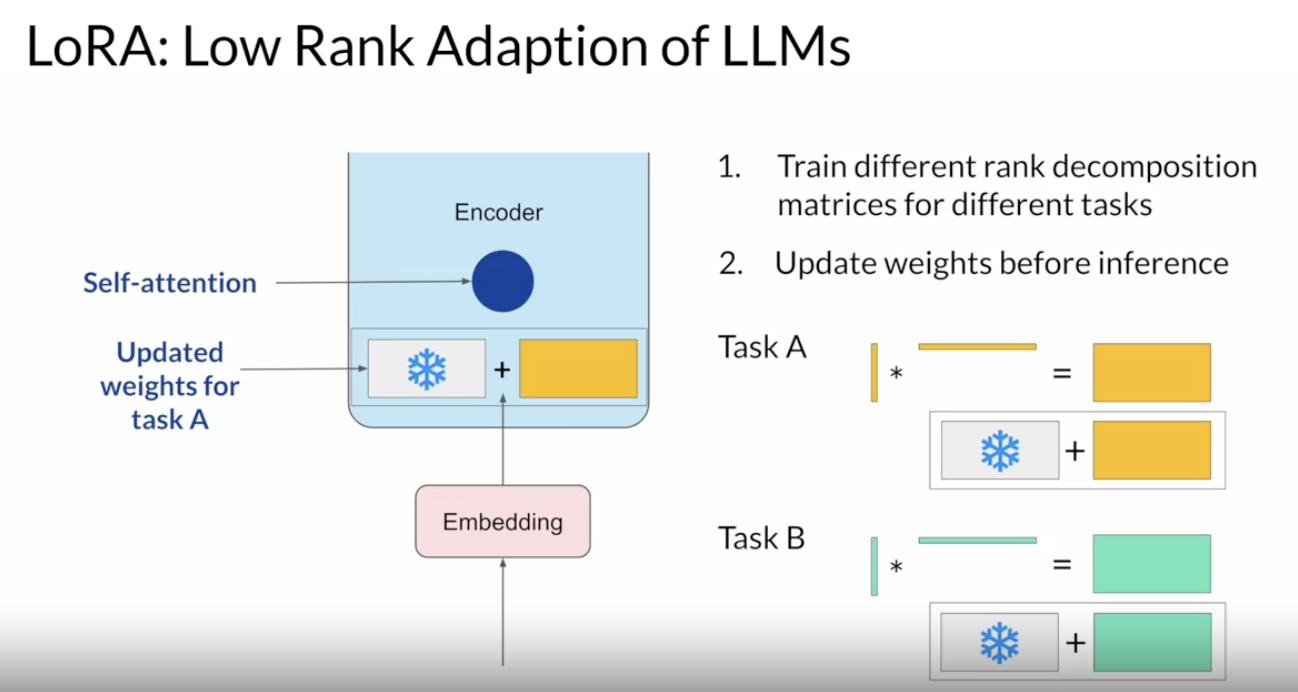 LoRA: Low Rank Adaption of LLMs
Encoder
Self-attention
Updated
weights for
task A
+
Embedding
1. Train different rank decomposition
matrices for different tasks
2. Update weights before inference
Task A
* =
+
Task B
* =
+